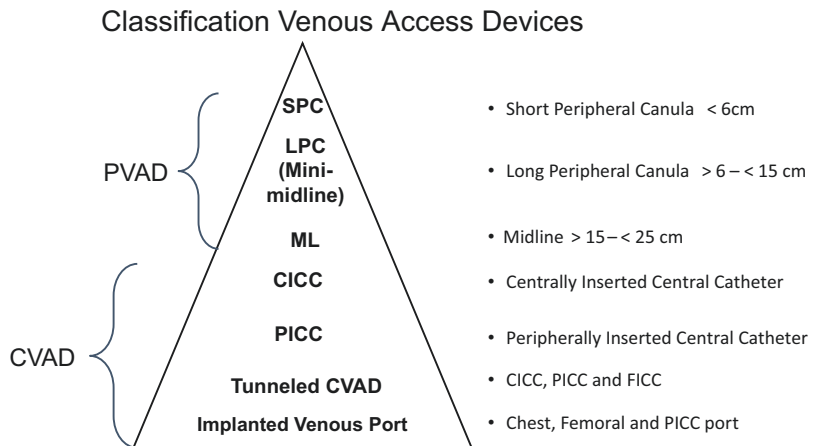 Classification Venous Access Devices
PVAD
CVAD
SPC
LPC
(Mini-
midline)
ML
CICC
PICC
Tunneled CVAD
Implanted Venous Port
• Short Peripheral Canula < 6cm
• Long Peripheral Canula > 6 – < 15 cm
• Midline > 15 – < 25 cm
• Centrally Inserted Central Catheter
• Peripherally Inserted Central Catheter
• CICC, PICC and FICC
• Chest, Femoral and PICC port